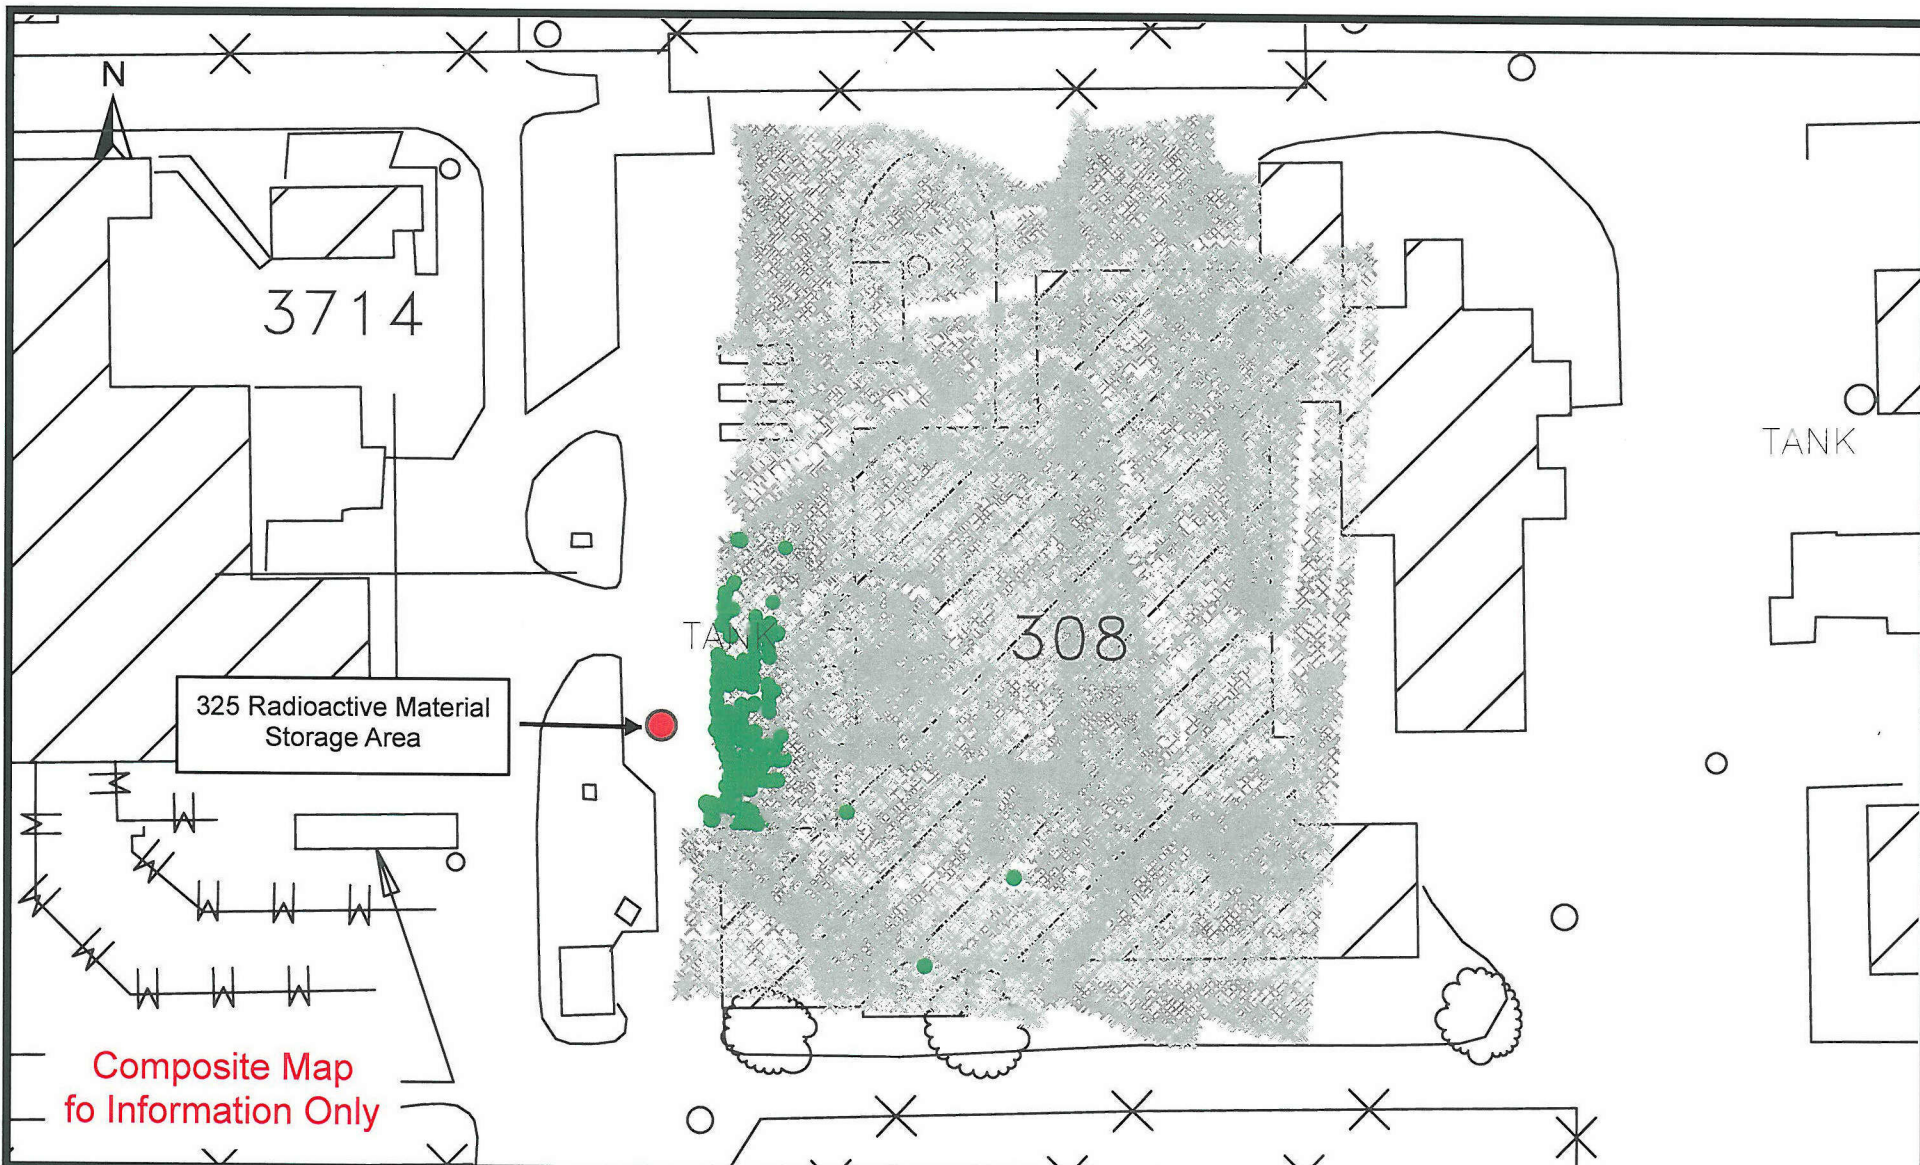 N
3714
TANK
308
TANK
325 Radioactive Material
Storage Area
Composite Map
fo Information Only